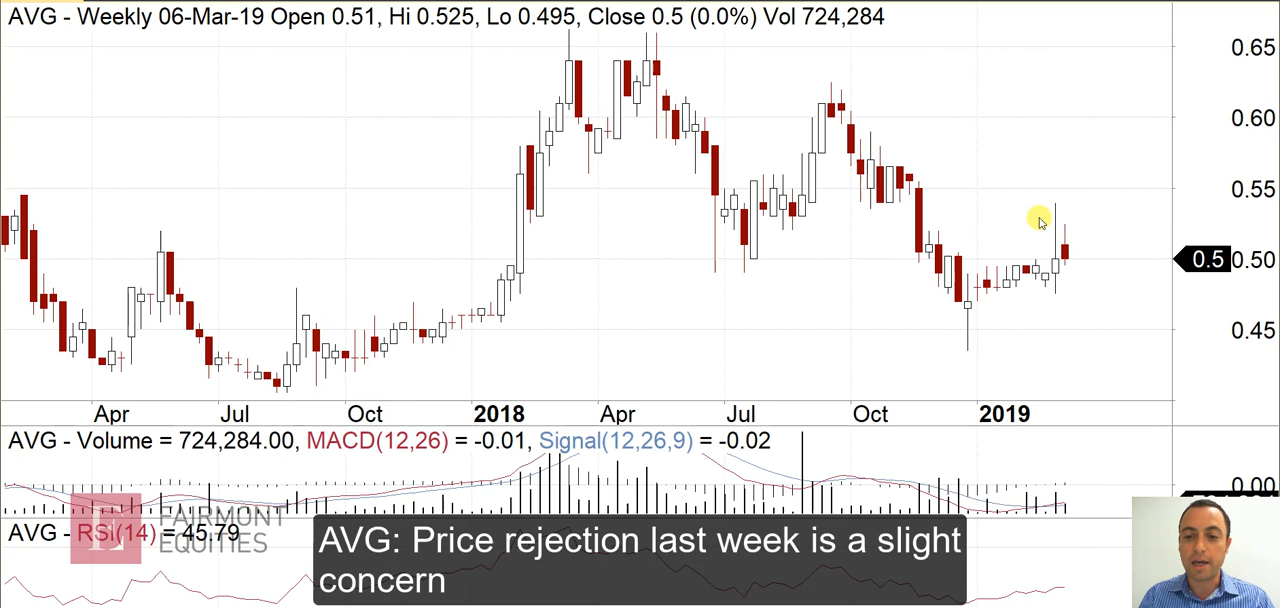 AVG - Weekly 06-Mar-19 Open 0.51, Hi 0.525, Lo 0.495, Close 0.5 (0.0%) Vol 724,284
0.65
0.60
0.55
0.5 0.50
0.45
Apr Jul Oct 2018 Apr Jul Oct 2019
AVG - Volume = 724,284.00, MACD(12,26) = -0.01, Signal(12,26,9) = -0.02
0.00
AVG - RSI(14) = 45.79
FAIRMONT
EQUITIES
AVG: Price rejection last week is a slight
concern